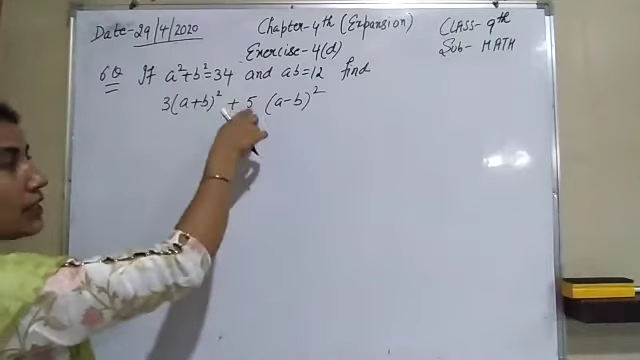 Date-29/4/2020 Chapter-4th (Expansion) CLASS-9th
Exercise-4(d) Sub-MATH
6Q If a²+b²=34 and ab=12 find
3(a+b)² + 5 (a-b)²